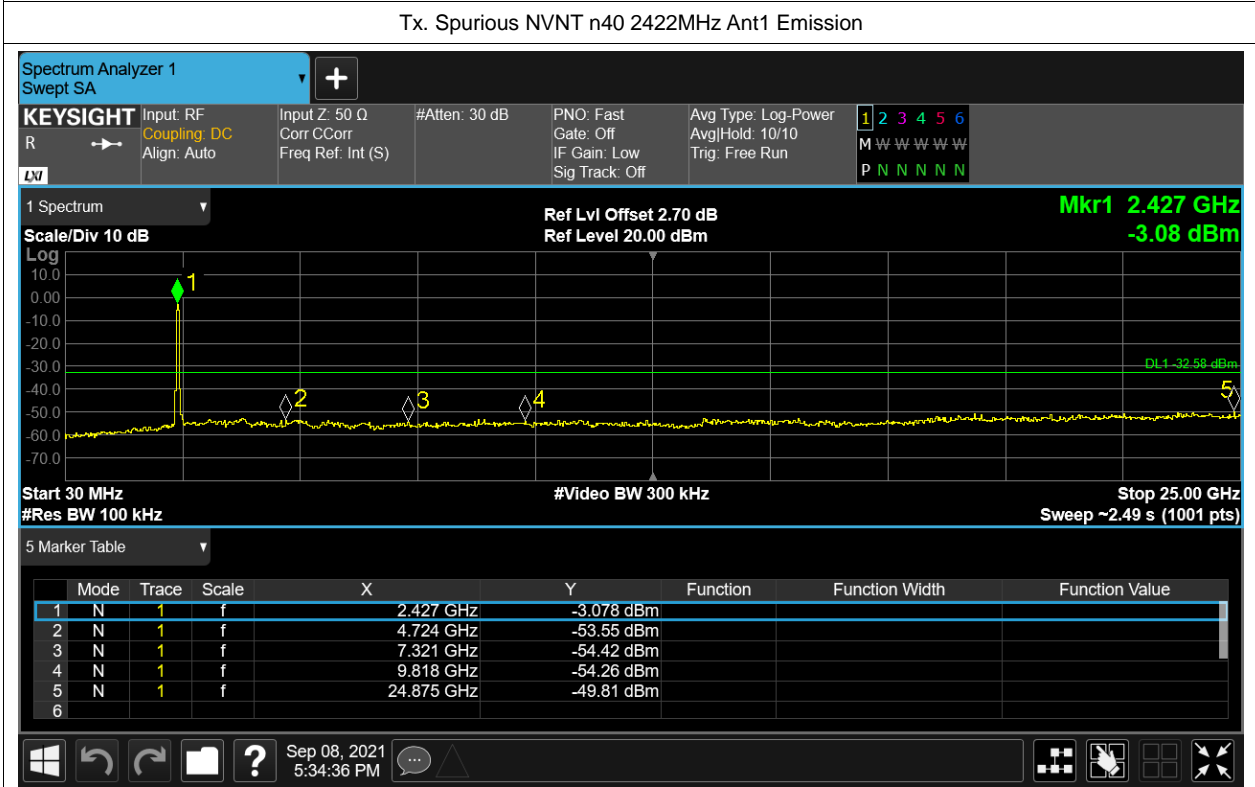 Tx. Spurious NVNT n40 2422MHz Ant1 Emission
Spectrum Analyzer 1
Swept SA
+
KEYSIGHT
R
LXI
Input: RF
Coupling: DC
Align: Auto
Input Z: 50 Ω
Corr CCorr
Freq Ref: Int (S)
#Atten: 30 dB
PNO: Fast
Gate: Off
IF Gain: Low
Sig Track: Off
Avg Type: Log-Power
Avg|Hold: 10/10
Trig: Free Run
1 2 3 4 5 6
M W W W W W
P N N N N N
1 Spectrum
Scale/Div 10 dB
Ref Lvl Offset 2.70 dB
Ref Level 20.00 dBm
Mkr1 2.427 GHz
-3.08 dBm
Log
10.0
0.00
-10.0
-20.0
-30.0
-40.0
-50.0
-60.0
-70.0
1
2
3
4
5
DL1 -32.58 dBm
Start 30 MHz
#Res BW 100 kHz
#Video BW 300 kHz
Stop 25.00 GHz
Sweep ~2.49 s (1001 pts)
5 Marker Table
Mode Trace Scale X Y Function Function Width Function Value
1 N 1 f 2.427 GHz -3.078 dBm
2 N 1 f 4.724 GHz -53.55 dBm
3 N 1 f 7.321 GHz -54.42 dBm
4 N 1 f 9.818 GHz -54.26 dBm
5 N 1 f 24.875 GHz -49.81 dBm
6
?
Sep 08, 2021
5:34:36 PM